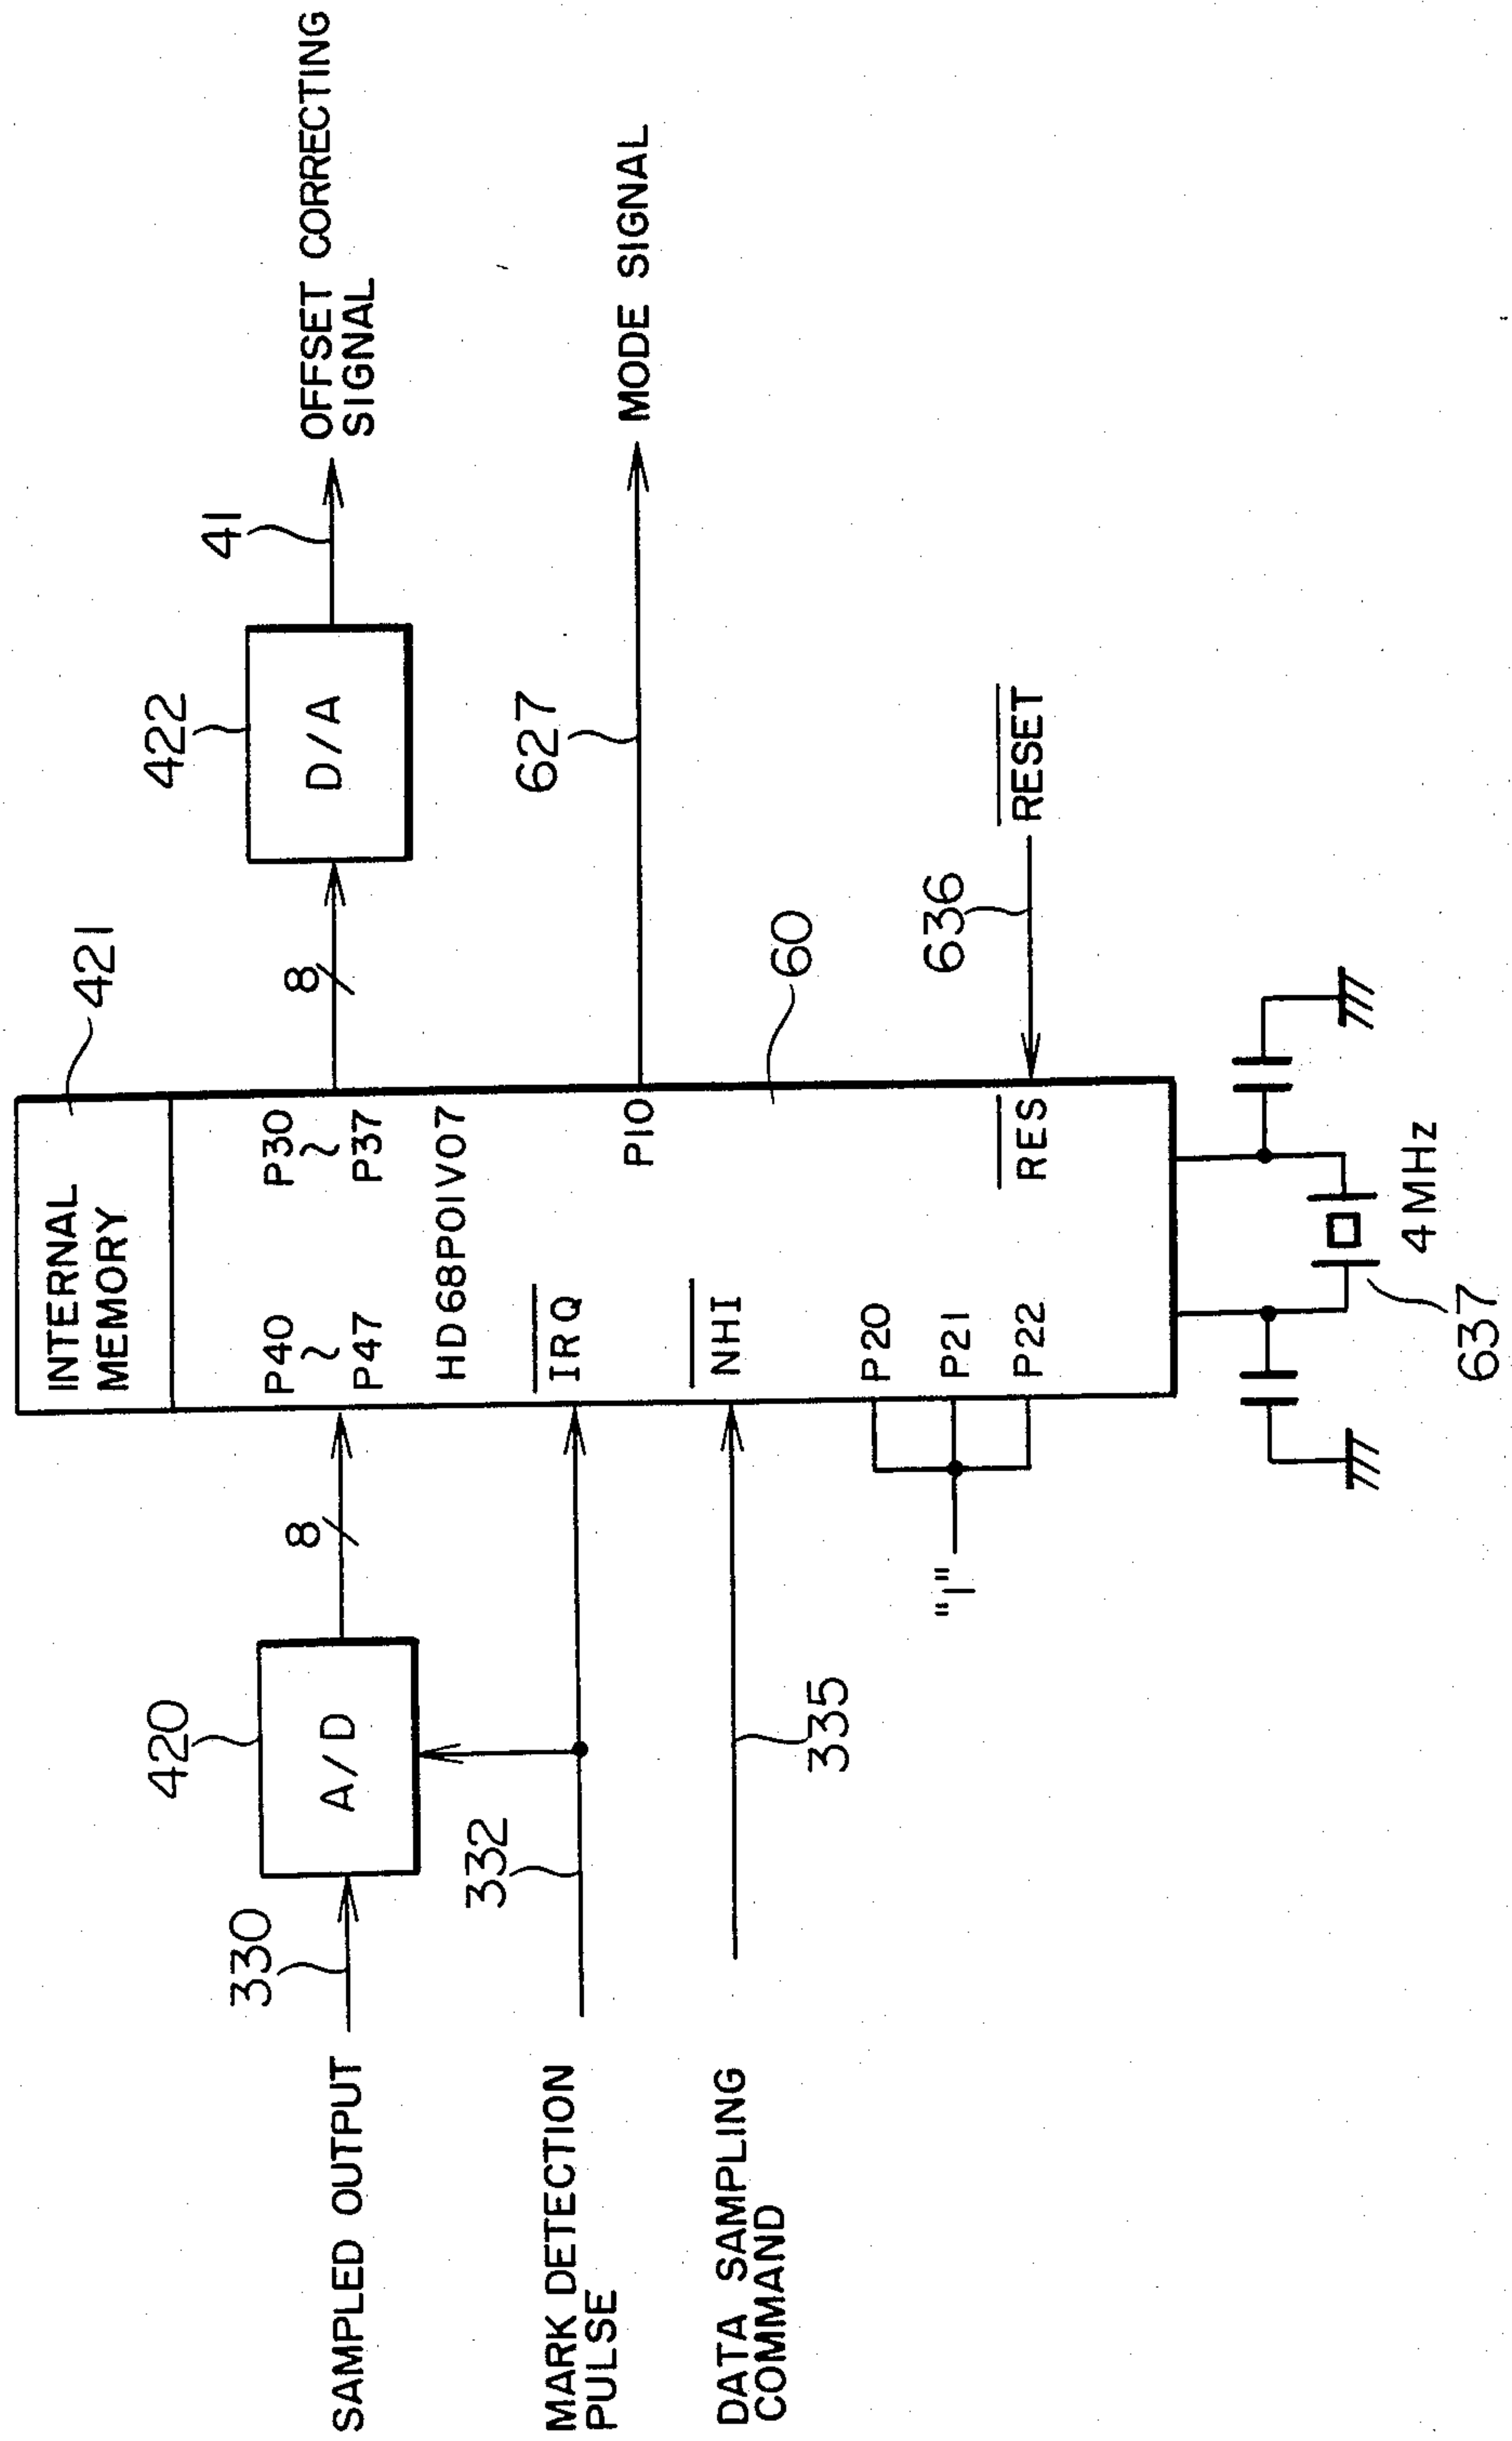 INTERNAL
MEMORY
421
SAMPLED OUTPUT
330
420
A/D
8
P40
~
P47
P30
~
P37
8
422
D/A
41
OFFSET CORRECTING
SIGNAL
HD68P01V07
MARK DETECTION
PULSE
332
IRQ
P10
627
MODE SIGNAL
DATA SAMPLING
COMMAND
335
NHI
60
"1"
P20
P21
P22
RES
636
RESET
637
4MHz